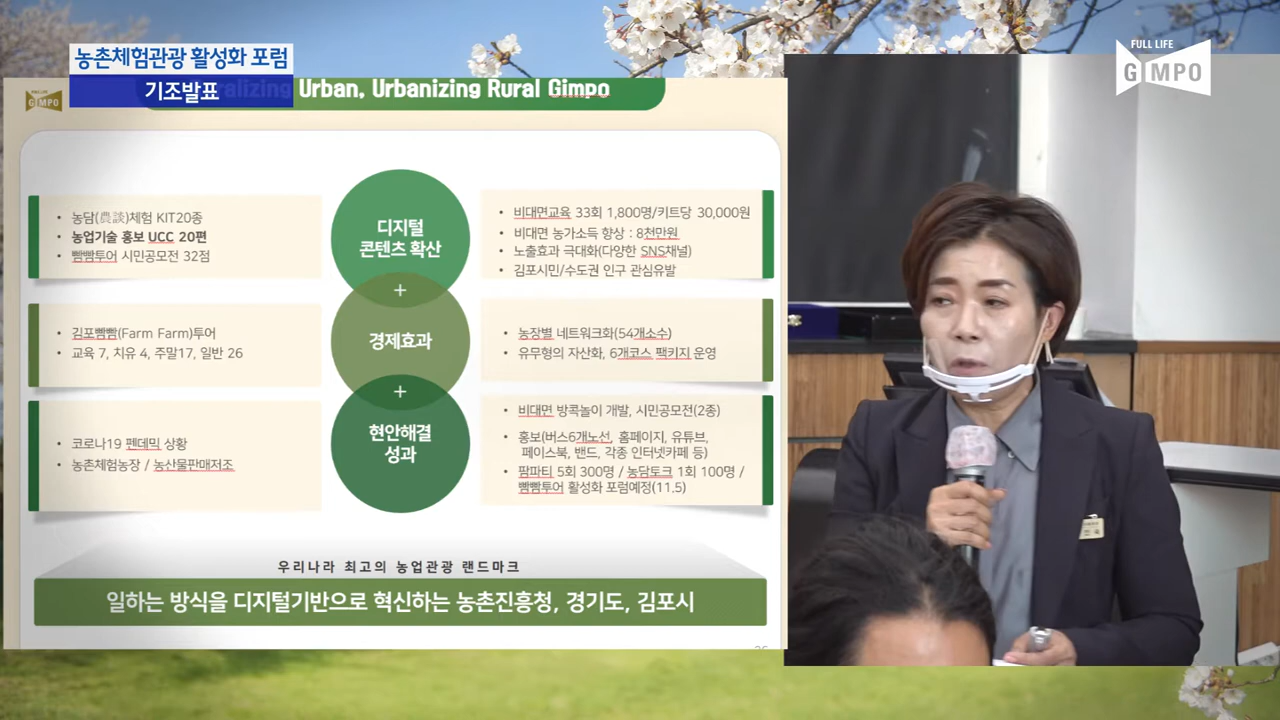 농촌체험관광 활성화 포럼
기조발표
FULL LIFE
GIMPO
GIMPO
Urban, Urbanizing Rural Gimpo
• 농담(農談)체험 KIT20종
• 농업기술 홍보 UCC 20편
• 빰빰투어 시민공모전 32점
디지털
콘텐츠 확산
• 비대면교육 33회 1,800명/키트당 30,000원
• 비대면 농가소득 향상 : 8천만원
• 노출효과 극대화(다양한 SNS채널)
• 김포시민/수도권 인구 관심유발
+
• 김포빰빰(Farm Farm)투어
• 교육 7, 치유 4, 주말17, 일반 26
경제효과
• 농장별 네트워크화(54개소수)
• 유무형의 자산화, 6개코스 팩키지 운영
+
• 코로나19 펜데믹 상황
• 농촌체험농장 / 농산물판매저조
현안해결
성과
• 비대면 방콕놀이 개발, 시민공모전(2종)
• 홍보(버스6개노선, 홈페이지, 유튜브,
페이스북, 밴드, 각종 인터넷카페 등)
• 팜파티 5회 300명 / 농담토크 1회 100명 /
빰빰투어 활성화 포럼예정(11.5)
우리나라 최고의 농업관광 랜드마크
일하는 방식을 디지털기반으로 혁신하는 농촌진흥청, 경기도, 김포시